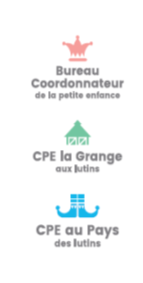 Bureau
Coordonnateur
de la petite enfance
CPE la Grange
aux lutins
CPE au Pays
des lutins